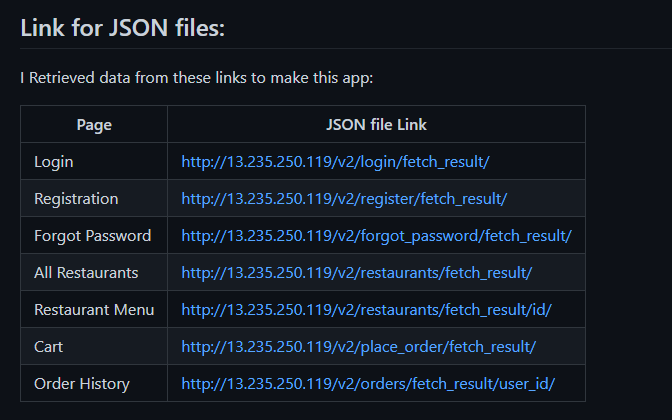 Link for JSON files:
I Retrieved data from these links to make this app:
Page JSON file Link
Login http://13.235.250.119/v2/login/fetch_result/
Registration http://13.235.250.119/v2/register/fetch_result/
Forgot Password http://13.235.250.119/v2/forgot_password/fetch_result/
All Restaurants http://13.235.250.119/v2/restaurants/fetch_result/
Restaurant Menu http://13.235.250.119/v2/restaurants/fetch_result/id/
Cart http://13.235.250.119/v2/place_order/fetch_result/
Order History http://13.235.250.119/v2/orders/fetch_result/user_id/